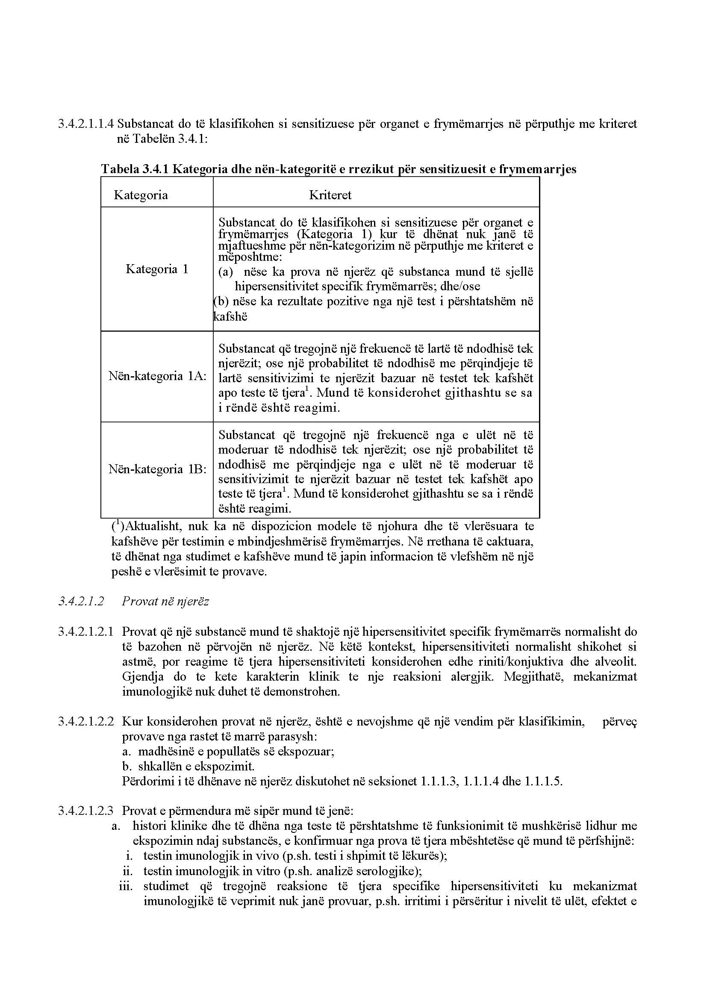 3.4.2.1.1.4 Substancat do të klasifikohen si sensitizuese për organet e frymëmarrjes në përputhje me kriteret
në Tabelën 3.4.1:
Tabela 3.4.1 Kategoria dhe nën-kategoritë e rrezikut për sensitizuesit e frymemarrjes
Kategoria Kriteret
Kategoria 1
Substancat do të klasifikohen si sensitizuese për organet e
frymëmarrjes (Kategoria 1) kur të dhënat nuk janë të
mjaftueshme për nën-kategorizim në përputhje me kriteret e
mëposhtme:
(a) nëse ka prova në njerëz që substanca mund të sjellë
hipersensitivitet specifik frymëmarrës; dhe/ose
(b) nëse ka rezultate pozitive nga një test i përshtatshëm në
kafshë
Nën-kategoria 1A:
Substancat që tregojnë një frekuencë të lartë të ndodhisë tek
njerëzit; ose një probabilitet të ndodhisë me përqindjeje të
lartë sensitivizimi te njerëzit bazuar në testet tek kafshët
apo teste të tjera¹. Mund të konsiderohet gjithashtu se sa
i rëndë është reagimi.
Nën-kategoria 1B:
Substancat që tregojnë një frekuencë nga e ulët në të
moderuar të ndodhisë tek njerëzit; ose një probabilitet të
ndodhisë me përqindjeje nga e ulët në të moderuar të
sensitivizimit te njerëzit bazuar në testet tek kafshët apo
teste të tjera¹. Mund të konsiderohet gjithashtu se sa i rëndë
është reagimi.
(¹)Aktualisht, nuk ka në dispozicion modele të njohura dhe të vlerësuara te
kafshëve për testimin e mbindjeshmërisë frymëmarrjes. Në rrethana të caktuara,
të dhënat nga studimet e kafshëve mund të japin informacion të vlefshëm në një
peshë e vlerësimit te provave.
3.4.2.1.2 Provat në njerëz
3.4.2.1.2.1 Provat që një substancë mund të shaktojë një hipersensitivitet specifik frymëmarrës normalisht do
të bazohen në përvojën në njerëz. Në këtë kontekst, hipersensitiviteti normalisht shikohet si
astmë, por reagime të tjera hipersensitiviteti konsiderohen edhe riniti/konjuktiva dhe alveolit.
Gjendja do te kete karakterin klinik te nje reaksioni alergjik. Megjithatë, mekanizmat
imunologjikë nuk duhet të demonstrohen.
3.4.2.1.2.2 Kur konsiderohen provat në njerëz, është e nevojshme që një vendim për klasifikimin, përveç
provave nga rastet të marrë parasysh:
a. madhësinë e popullatës së ekspozuar;
b. shkallën e ekspozimit.
Përdorimi i të dhënave në njerëz diskutohet në seksionet 1.1.1.3, 1.1.1.4 dhe 1.1.1.5.
3.4.2.1.2.3 Provat e përmendura më sipër mund të jenë:
a. histori klinike dhe të dhëna nga teste të përshtatshme të funksionimit të mushkërisë lidhur me
ekspozimin ndaj substancës, e konfirmuar nga prova të tjera mbështetëse që mund të përfshijnë:
i. testin imunologjik in vivo (p.sh. testi i shpimit të lëkurës);
ii. testin imunologjik in vitro (p.sh. analizë serologjike);
iii. studimet që tregojnë reaksione të tjera specifike hipersensitiviteti ku mekanizmat
imunologjikë të veprimit nuk janë provuar, p.sh. irritimi i përsëritur i nivelit të ulët, efektet e